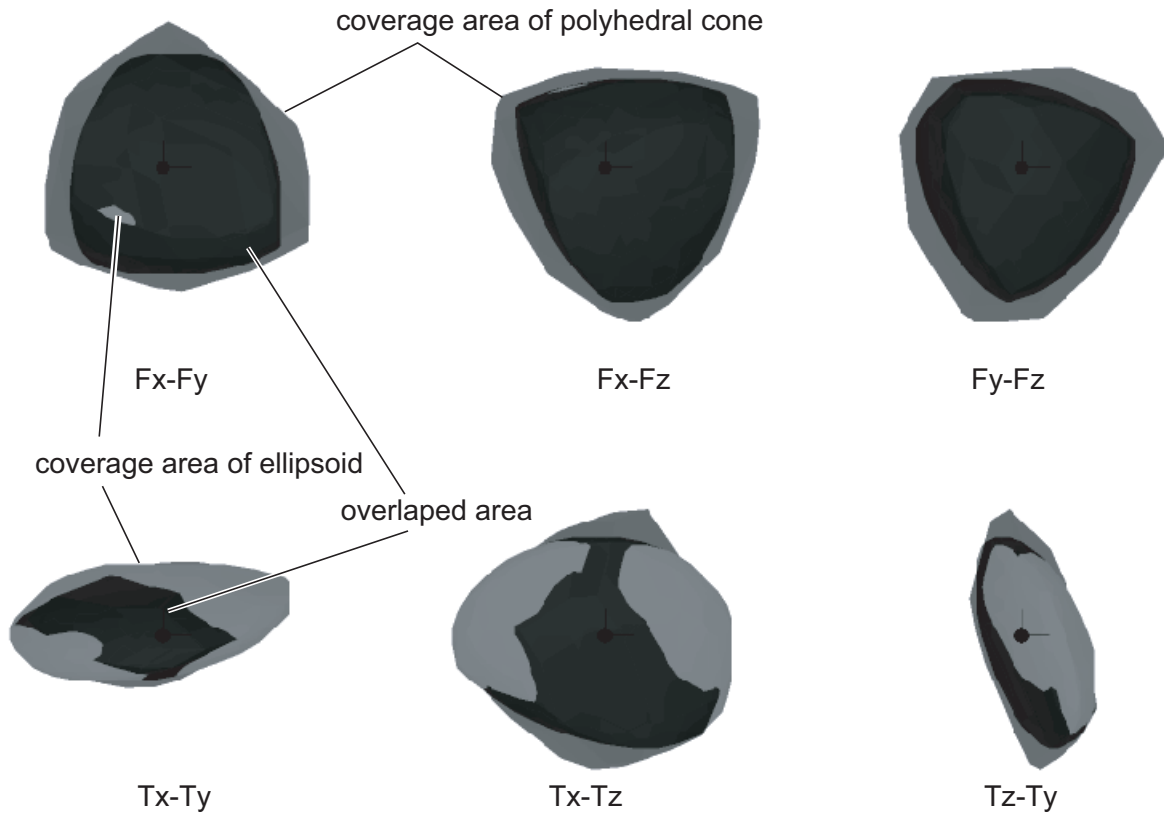 coverage area of polyhedral cone
Fx-Fy
Fx-Fz
Fy-Fz
coverage area of ellipsoid
overlaped area
Tx-Ty
Tx-Tz
Tz-Ty